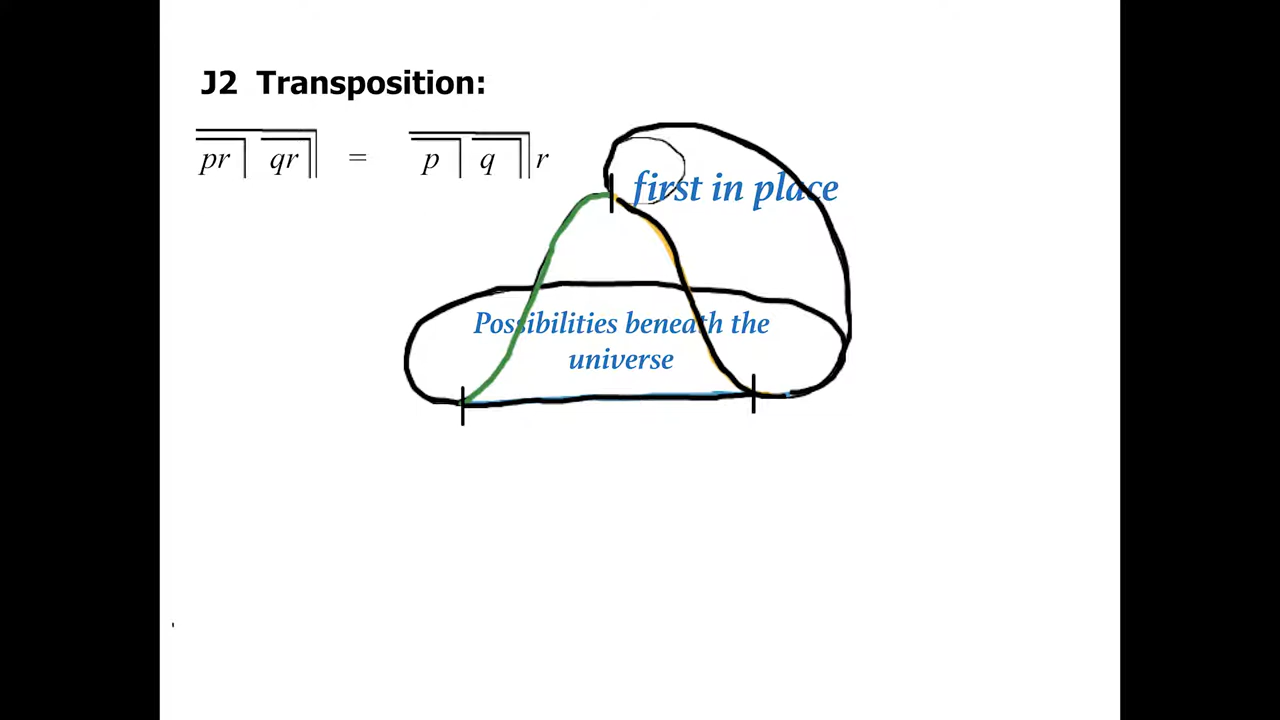 J2 Transposition:
pr qr = p q r
first in place
Possibilities beneath the
universe